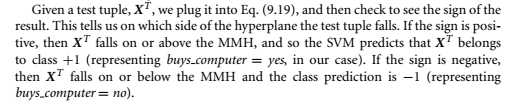 Given a test tuple, X^T, we plug it into Eq. (9.19), and then check to see the sign of the
result. This tells us on which side of the hyperplane the test tuple falls. If the sign is posi-
tive, then X^T falls on or above the MMH, and so the SVM predicts that X^T belongs
to class +1 (representing buys_computer = yes, in our case). If the sign is negative,
then X^T falls on or below the MMH and the class prediction is −1 (representing
buys_computer = no).